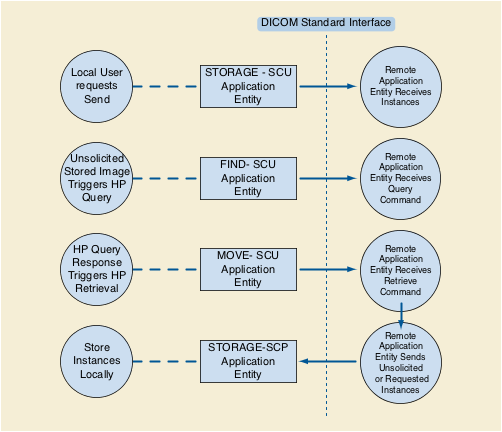 DICOM Standard Interface
Local User
requests
Send
STORAGE - SCU
Application
Entity
Remote
Application
Entity Receives
Instances
Unsolicited
Stored Image
Triggers HP
Query
FIND- SCU
Application
Entity
Remote
Application
Entity Receives
Query
Command
HP Query
Response
Triggers HP
Retrieval
MOVE- SCU
Application
Entity
Remote
Application
Entity Receives
Retrieve
Command
Store
Instances
Locally
STORAGE-SCP
Application
Entity
Remote
Application
Entity Sends
Unsolicited
or Requested
Instances